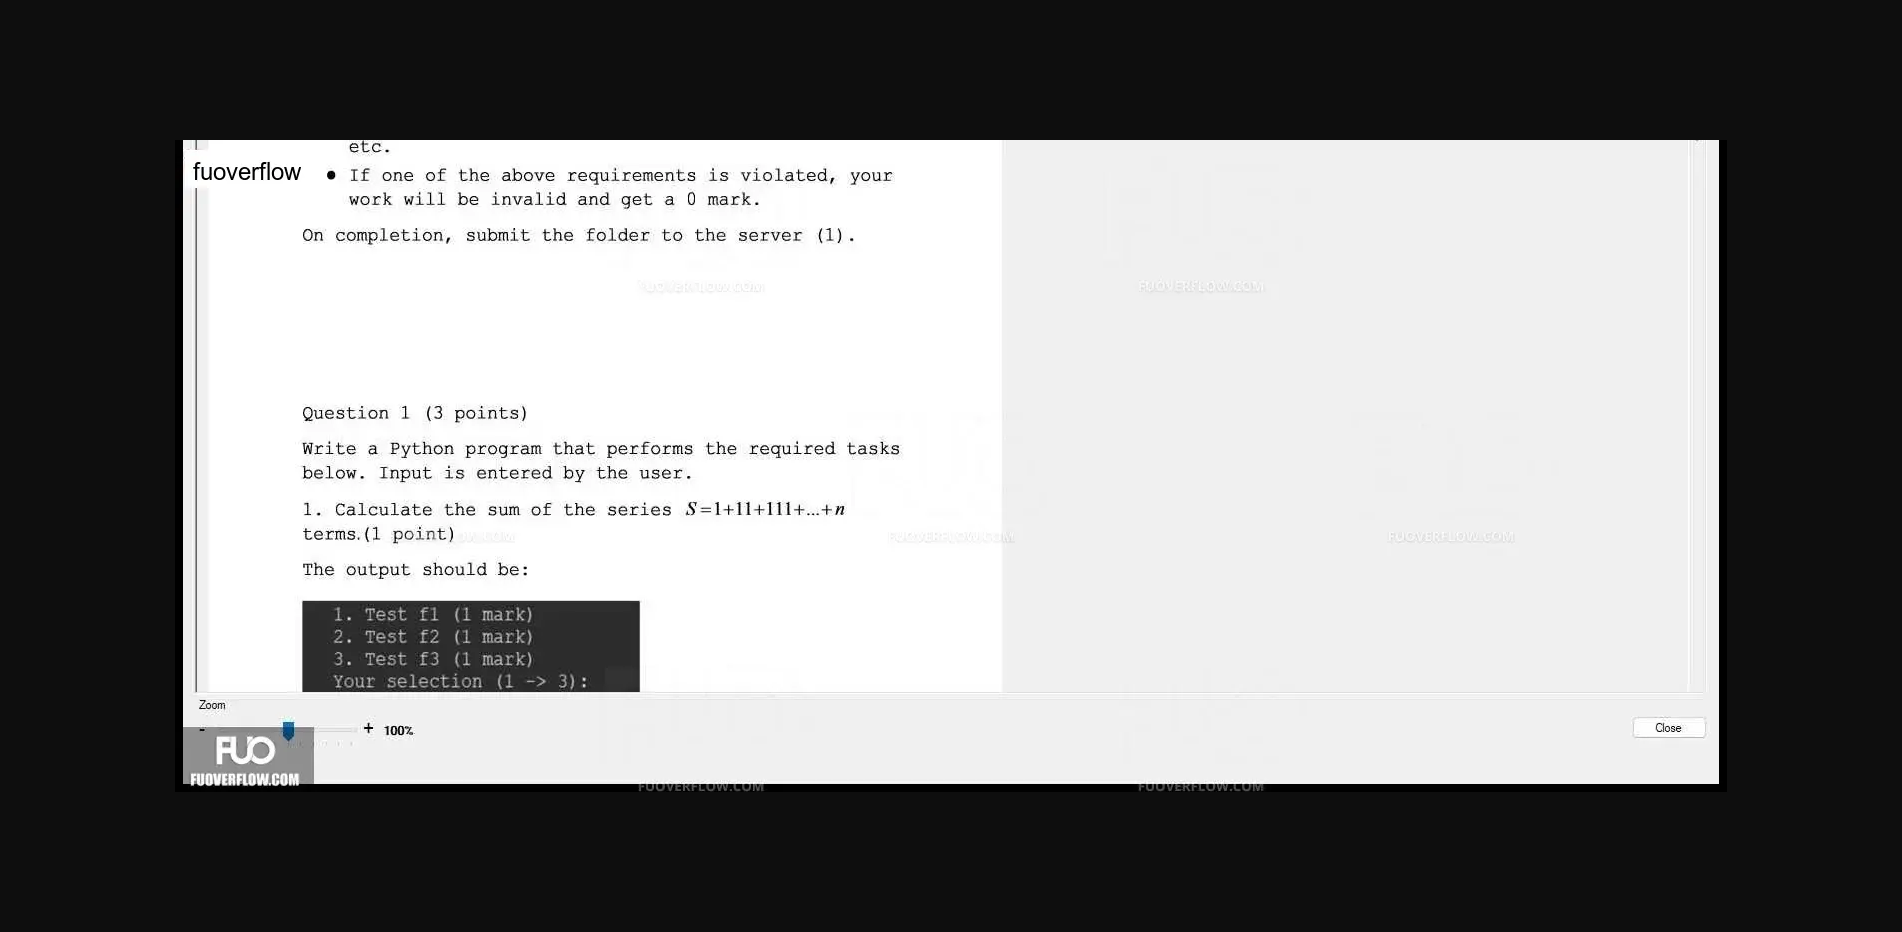 etc.
fuoverflow
● If one of the above requirements is violated, your
work will be invalid and get a 0 mark.
On completion, submit the folder to the server (1).
FUOVERFLOW.COM
FUOVERFLOW.COM
Question 1 (3 points)
Write a Python program that performs the required tasks
below. Input is entered by the user.
1. Calculate the sum of the series S=1+11+111+...+n
terms.(1 point)
FUOVERFLOW.COM
FUOVERFLOW.COM
The output should be:
1. Test f1 (1 mark)
2. Test f2 (1 mark)
3. Test f3 (1 mark)
Your selection (1 -> 3):
Zoom
- + 100%
Close
FUO
FUOVERFLOW.COM
FUOVERFLOW.COM
FUOVERFLOW.COM